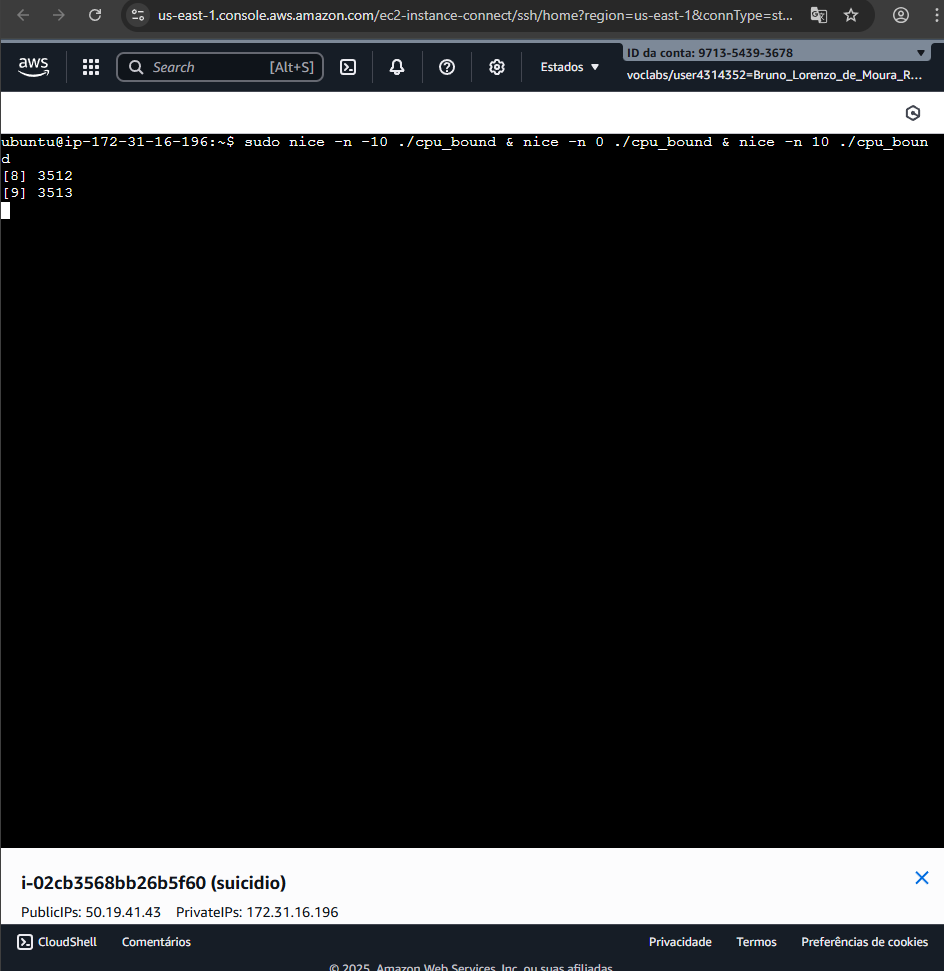 us-east-1.console.aws.amazon.com/ec2-instance-connect/ssh/home?region=us-east-1&connType=st...
aws
Search [Alt+S]
Estados
ID da conta: 9713-5439-3678
voclabs/user4314352=Bruno_Lorenzo_de_Moura_R...
ubuntu@ip-172-31-16-196:~$ sudo nice -n -10 ./cpu_bound & nice -n 0 ./cpu_bound & nice -n 10 ./cpu_boun
d
[8] 3512
[9] 3513
i-02cb3568bb26b5f60 (suicidio)
PublicIPs: 50.19.41.43 PrivateIPs: 172.31.16.196
CloudShell Comentários Privacidade Termos Preferências de cookies
© 2025, Amazon Web Services, Inc. ou suas afiliadas.